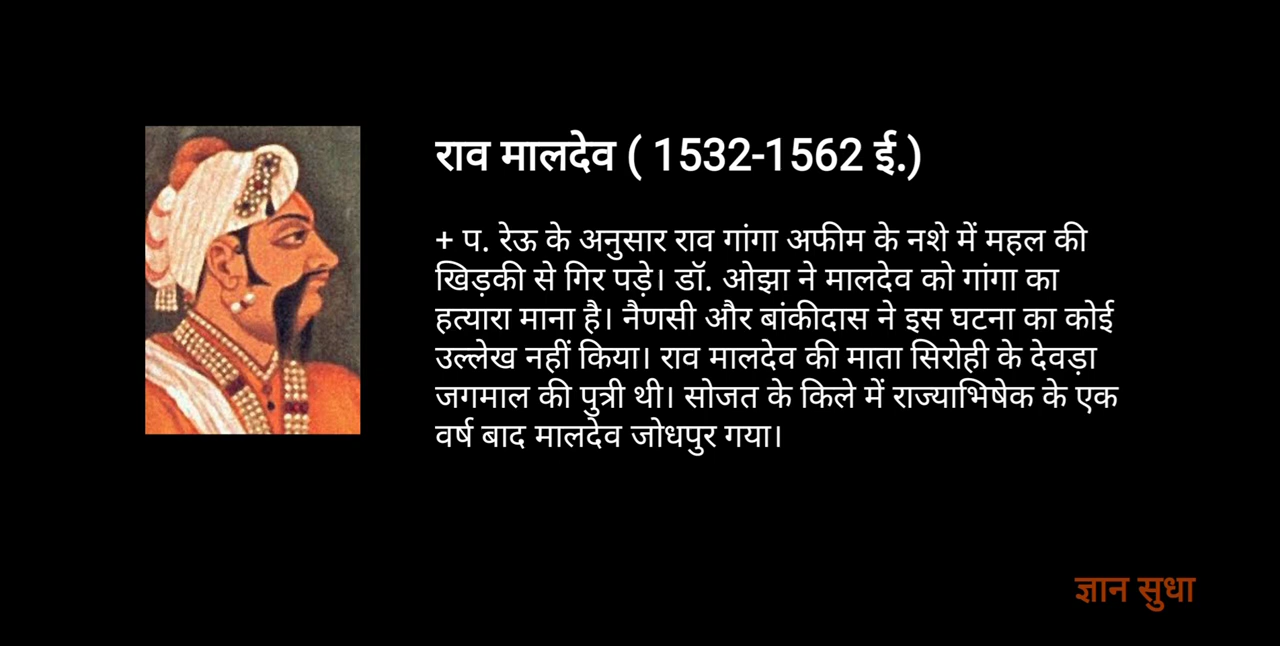 राव मालदेव ( 1532-1562 ई.)
+ प. रेऊ के अनुसार राव गांगा अफीम के नशे में महल की
खिड़की से गिर पड़े। डॉ. ओझा ने मालदेव को गांगा का
हत्यारा माना है। नैणसी और बांकीदास ने इस घटना का कोई
उल्लेख नहीं किया। राव मालदेव की माता सिरोही के देवड़ा
जगमाल की पुत्री थी। सोजत के किले में राज्याभिषेक के एक
वर्ष बाद मालदेव जोधपुर गया।
ज्ञान सुधा